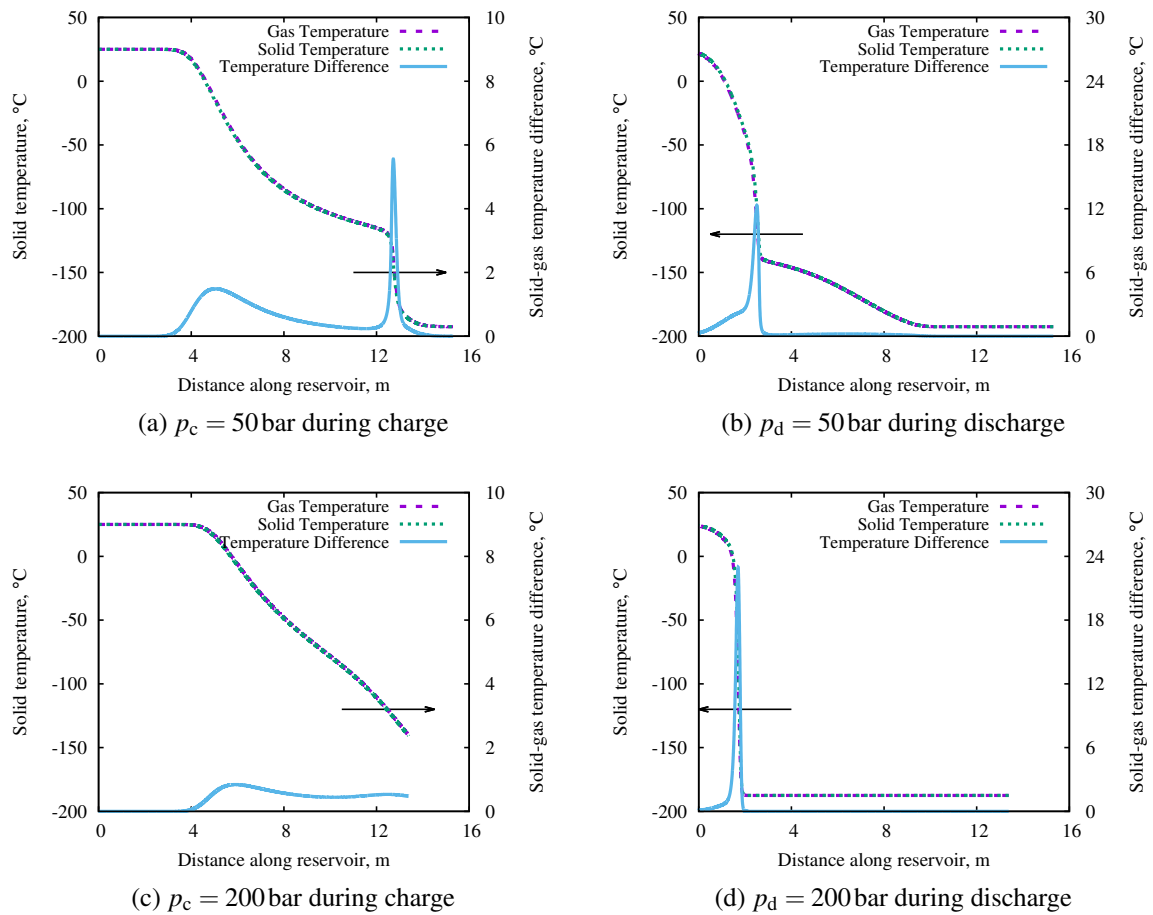 Gas Temperature
Solid Temperature
Temperature Difference
Solid temperature, °C
50
0
-50
-100
-150
-200
0 4 8 12 16
10
8
6
4
2
0
Solid-gas temperature difference, °C
Distance along reservoir, m
(a) pc = 50 bar during charge
Gas Temperature
Solid Temperature
Temperature Difference
Solid temperature, °C
50
0
-50
-100
-150
-200
0 4 8 12 16
30
27
24
18
12
6
0
Solid-gas temperature difference, °C
Distance along reservoir, m
(b) pd = 50 bar during discharge
Gas Temperature
Solid Temperature
Temperature Difference
Solid temperature, °C
50
0
-50
-100
-150
-200
0 4 8 12 16
10
8
6
4
2
0
Solid-gas temperature difference, °C
Distance along reservoir, m
(c) pc = 200 bar during charge
Gas Temperature
Solid Temperature
Temperature Difference
Solid temperature, °C
50
0
-50
-100
-150
-200
0 4 8 12 16
30
24
18
12
6
0
Solid-gas temperature difference, °C
Distance along reservoir, m
(d) pd = 200 bar during discharge